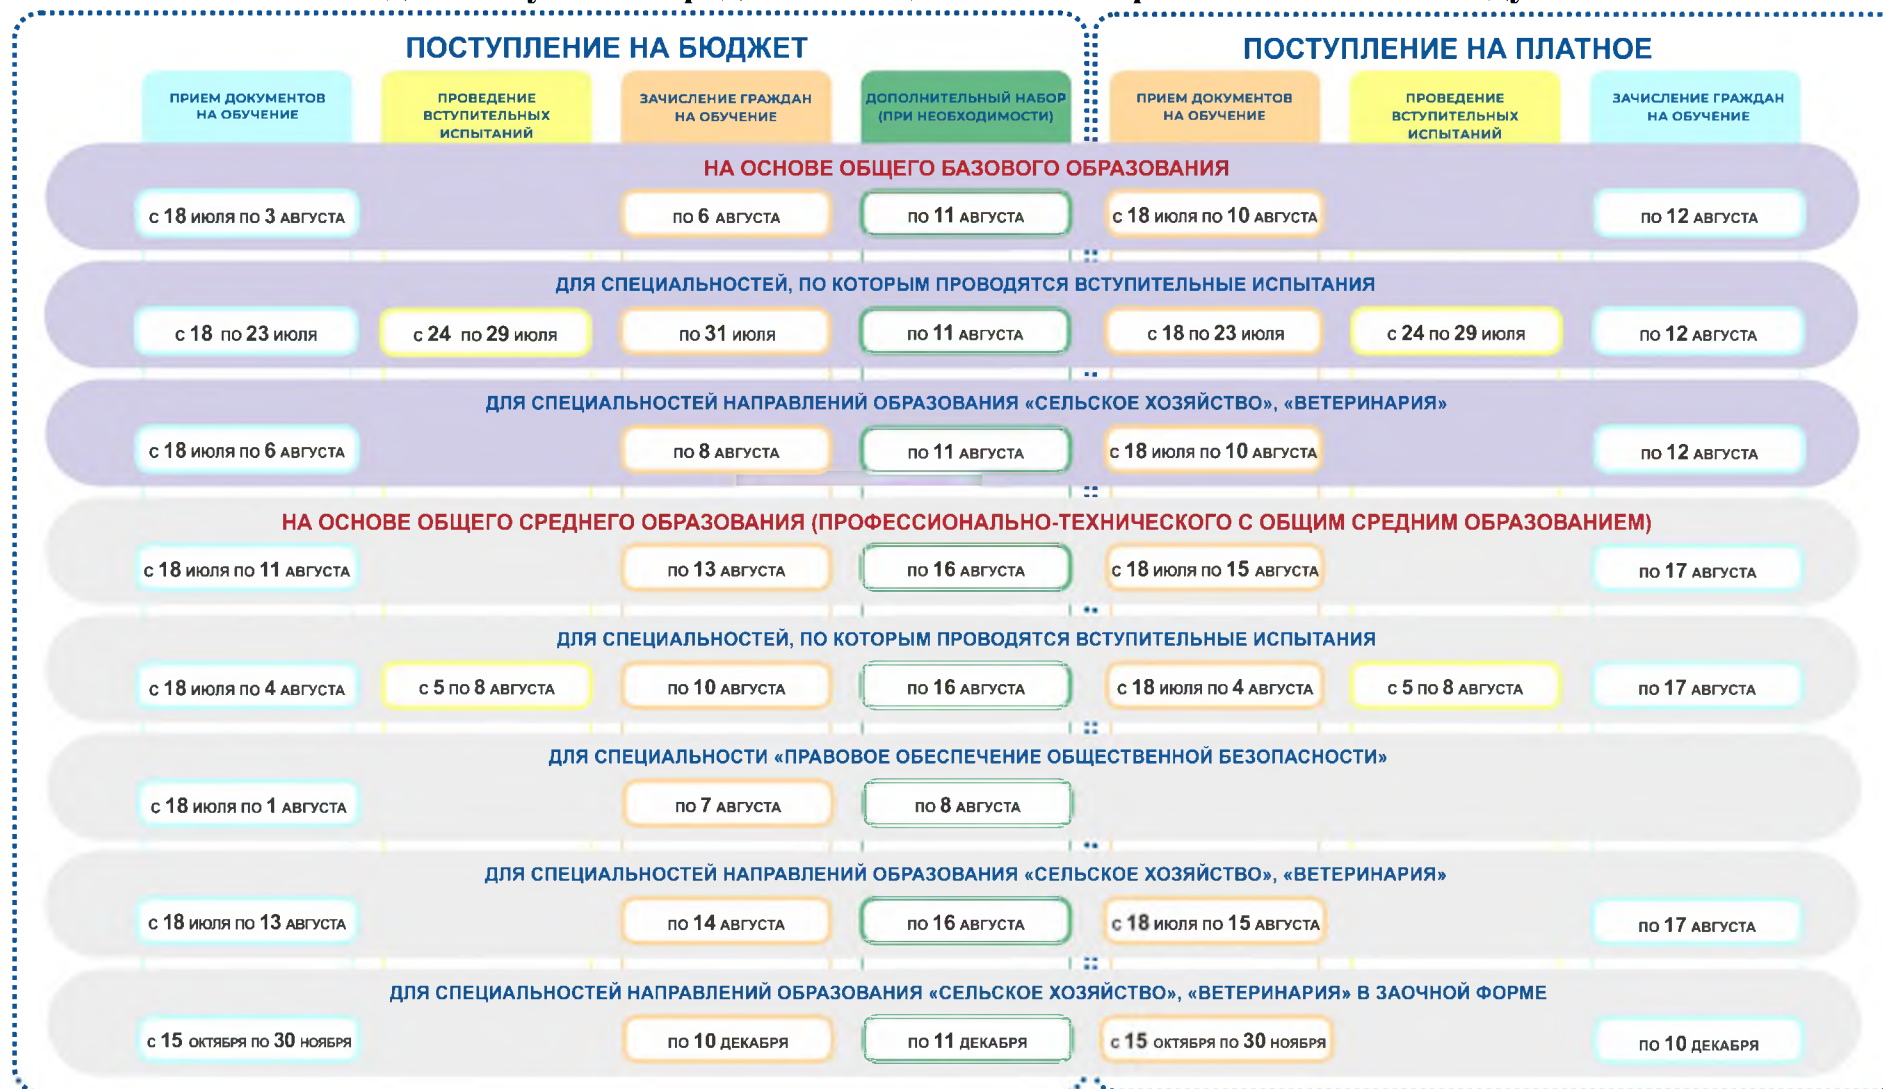 ПОСТУПЛЕНИЕ НА БЮДЖЕТ
ПОСТУПЛЕНИЕ НА ПЛАТНОЕ
ПРИЕМ ДОКУМЕНТОВ
НА ОБУЧЕНИЕ
ПРОВЕДЕНИЕ
ВСТУПИТЕЛЬНЫХ
ИСПЫТАНИЙ
ЗАЧИСЛЕНИЕ ГРАЖДАН
НА ОБУЧЕНИЕ
ДОПОЛНИТЕЛЬНЫЙ НАБОР
(ПРИ НЕОБХОДИМОСТИ)
ПРИЕМ ДОКУМЕНТОВ
НА ОБУЧЕНИЕ
ПРОВЕДЕНИЕ
ВСТУПИТЕЛЬНЫХ
ИСПЫТАНИЙ
ЗАЧИСЛЕНИЕ ГРАЖДАН
НА ОБУЧЕНИЕ
НА ОСНОВЕ ОБЩЕГО БАЗОВОГО ОБРАЗОВАНИЯ
С 18 ИЮЛЯ ПО 3 АВГУСТА
ПО 6 АВГУСТА
ПО 11 АВГУСТА
С 18 ИЮЛЯ ПО 10 АВГУСТА
ПО 12 АВГУСТА
ДЛЯ СПЕЦИАЛЬНОСТЕЙ, ПО КОТОРЫМ ПРОВОДЯТСЯ ВСТУПИТЕЛЬНЫЕ ИСПЫТАНИЯ
С 18 ПО 23 ИЮЛЯ
С 24 ПО 29 ИЮЛЯ
ПО 31 ИЮЛЯ
ПО 11 АВГУСТА
С 18 ПО 23 ИЮЛЯ
С 24 ПО 29 ИЮЛЯ
ПО 12 АВГУСТА
ДЛЯ СПЕЦИАЛЬНОСТЕЙ НАПРАВЛЕНИЙ ОБРАЗОВАНИЯ «СЕЛЬСКОЕ ХОЗЯЙСТВО», «ВЕТЕРИНАРИЯ»
С 18 ИЮЛЯ ПО 6 АВГУСТА
ПО 8 АВГУСТА
ПО 11 АВГУСТА
С 18 ИЮЛЯ ПО 10 АВГУСТА
ПО 12 АВГУСТА
НА ОСНОВЕ ОБЩЕГО СРЕДНЕГО ОБРАЗОВАНИЯ (ПРОФЕССИОНАЛЬНО-ТЕХНИЧЕСКОГО С ОБЩИМ СРЕДНИМ ОБРАЗОВАНИЕМ)
С 18 ИЮЛЯ ПО 11 АВГУСТА
ПО 13 АВГУСТА
ПО 16 АВГУСТА
С 18 ИЮЛЯ ПО 15 АВГУСТА
ПО 17 АВГУСТА
ДЛЯ СПЕЦИАЛЬНОСТЕЙ, ПО КОТОРЫМ ПРОВОДЯТСЯ ВСТУПИТЕЛЬНЫЕ ИСПЫТАНИЯ
С 18 ИЮЛЯ ПО 4 АВГУСТА
С 5 ПО 8 АВГУСТА
ПО 10 АВГУСТА
ПО 16 АВГУСТА
С 18 ИЮЛЯ ПО 4 АВГУСТА
С 5 ПО 8 АВГУСТА
ПО 17 АВГУСТА
ДЛЯ СПЕЦИАЛЬНОСТИ «ПРАВОВОЕ ОБЕСПЕЧЕНИЕ ОБЩЕСТВЕННОЙ БЕЗОПАСНОСТИ»
С 18 ИЮЛЯ ПО 1 АВГУСТА
ПО 7 АВГУСТА
ПО 8 АВГУСТА
ДЛЯ СПЕЦИАЛЬНОСТЕЙ НАПРАВЛЕНИЙ ОБРАЗОВАНИЯ «СЕЛЬСКОЕ ХОЗЯЙСТВО», «ВЕТЕРИНАРИЯ»
С 18 ИЮЛЯ ПО 13 АВГУСТА
ПО 14 АВГУСТА
ПО 16 АВГУСТА
С 18 ИЮЛЯ ПО 15 АВГУСТА
ПО 17 АВГУСТА
ДЛЯ СПЕЦИАЛЬНОСТЕЙ НАПРАВЛЕНИЙ ОБРАЗОВАНИЯ «СЕЛЬСКОЕ ХОЗЯЙСТВО», «ВЕТЕРИНАРИЯ» В ЗАОЧНОЙ ФОРМЕ
С 15 ОКТЯБРЯ ПО 30 НОЯБРЯ
ПО 10 ДЕКАБРЯ
ПО 11 ДЕКАБРЯ
С 15 ОКТЯБРЯ ПО 30 НОЯБРЯ
ПО 10 ДЕКАБРЯ